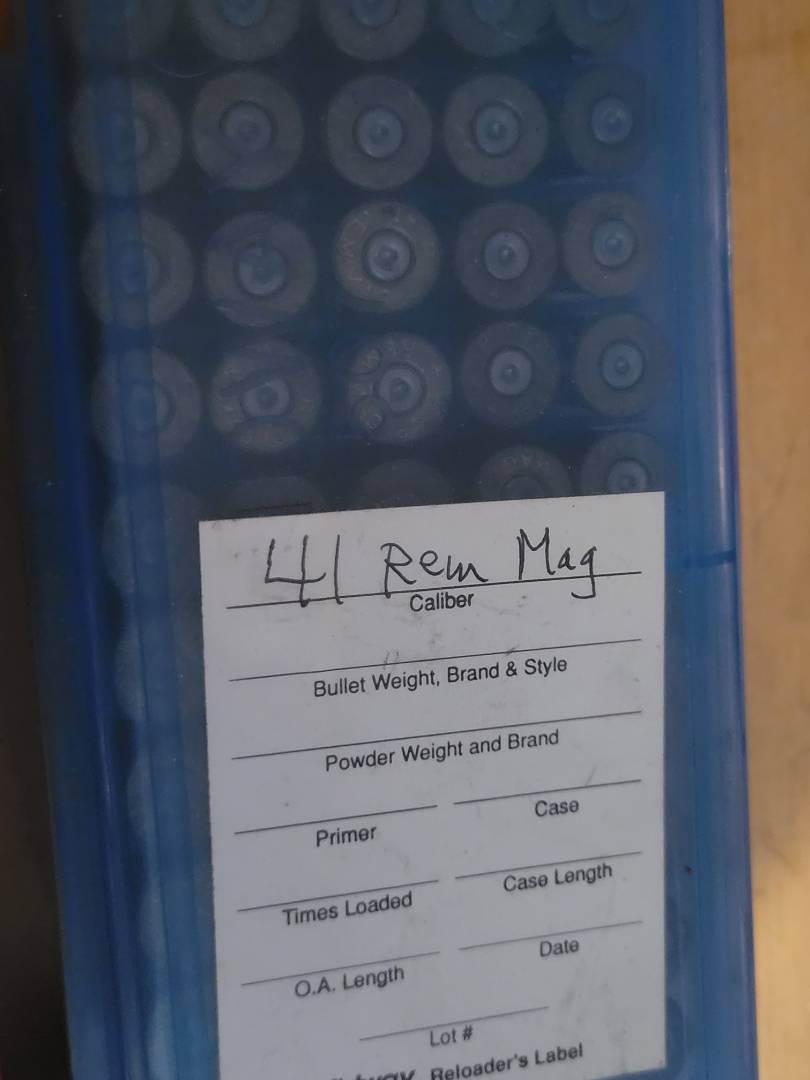 41 Rem Mag
Caliber
Bullet Weight, Brand & Style
Powder Weight and Brand
Primer Case
Times Loaded Case Length
O.A. Length Date
Lot #
Reloader's Label